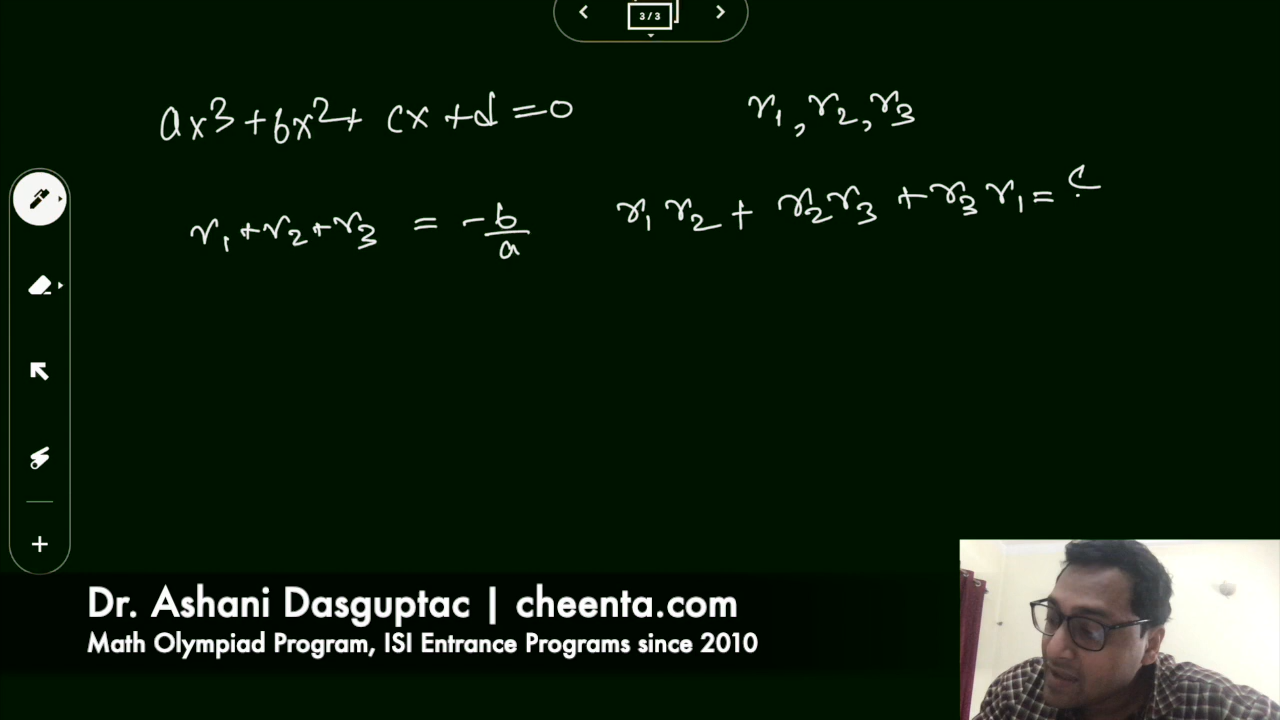 3/3
ax³ + bx² + cx + d = 0 r₁, r₂, r₃
r₁ + r₂ + r₃ = -b/a r₁r₂ + r₂r₃ + r₃r₁ = c
Dr. Ashani Dasguptac | cheenta.com
Math Olympiad Program, ISI Entrance Programs since 2010